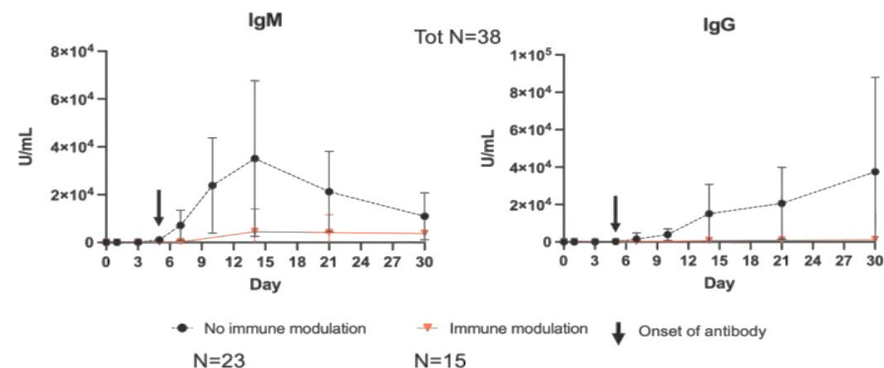 IgM
Tot N=38
IgG
8×10⁴
6×10⁴
4×10⁴
2×10⁴
0
U/mL
0 3 6 9 12 15 18 21 24 27 30
Day
1×10⁵
8×10⁴
6×10⁴
4×10⁴
2×10⁴
0
U/mL
0 3 6 9 12 15 18 21 24 27 30
Day
No immune modulation Immune modulation Onset of antibody
N=23 N=15